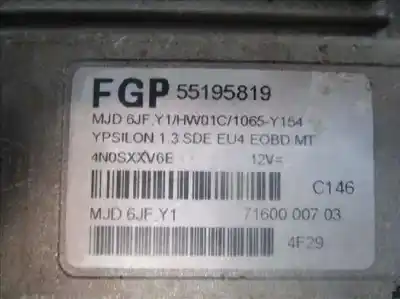 FGP 55195819
MJD 6JF.Y1/HW01C/1065-Y154
YPSILON 1.3 SDE EU4 EOBD MT
4N0SXXV6E 12V=
C146
MJD 6JF.Y1 71600 007 03
4F29